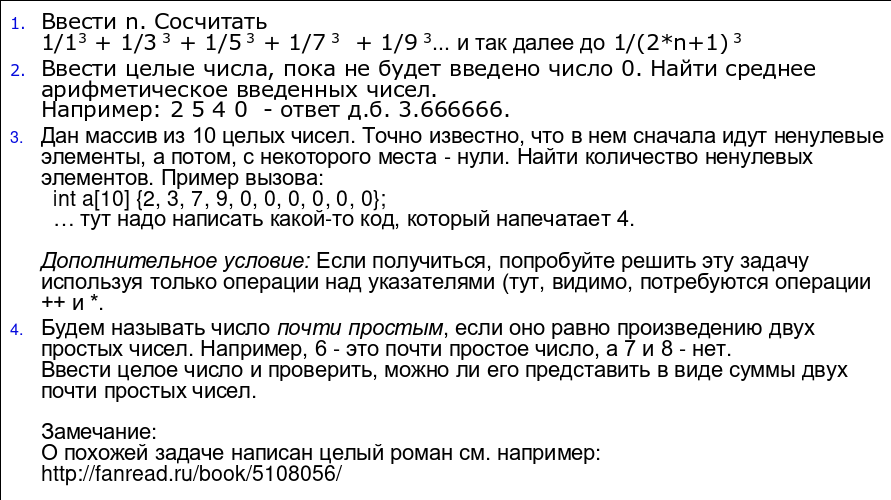 1. Ввести n. Сосчитать
1/1³ + 1/3 ³ + 1/5 ³ + 1/7 ³ + 1/9 ³... и так далее до 1/(2*n+1) ³
2. Ввести целые числа, пока не будет введено число 0. Найти среднее
арифметическое введенных чисел.
Например: 2 5 4 0 - ответ д.б. 3.666666.
3. Дан массив из 10 целых чисел. Точно известно, что в нем сначала идут ненулевые
элементы, а потом, с некоторого места - нули. Найти количество ненулевых
элементов. Пример вызова:
int a[10] {2, 3, 7, 9, 0, 0, 0, 0, 0, 0};
… тут надо написать какой-то код, который напечатает 4.
Дополнительное условие: Если получиться, попробуйте решить эту задачу
используя только операции над указателями (тут, видимо, потребуются операции
++ и *.
4. Будем называть число почти простым, если оно равно произведению двух
простых чисел. Например, 6 - это почти простое число, а 7 и 8 - нет.
Ввести целое число и проверить, можно ли его представить в виде суммы двух
почти простых чисел.
Замечание:
О похожей задаче написан целый роман см. например:
http://fanread.ru/book/5108056/